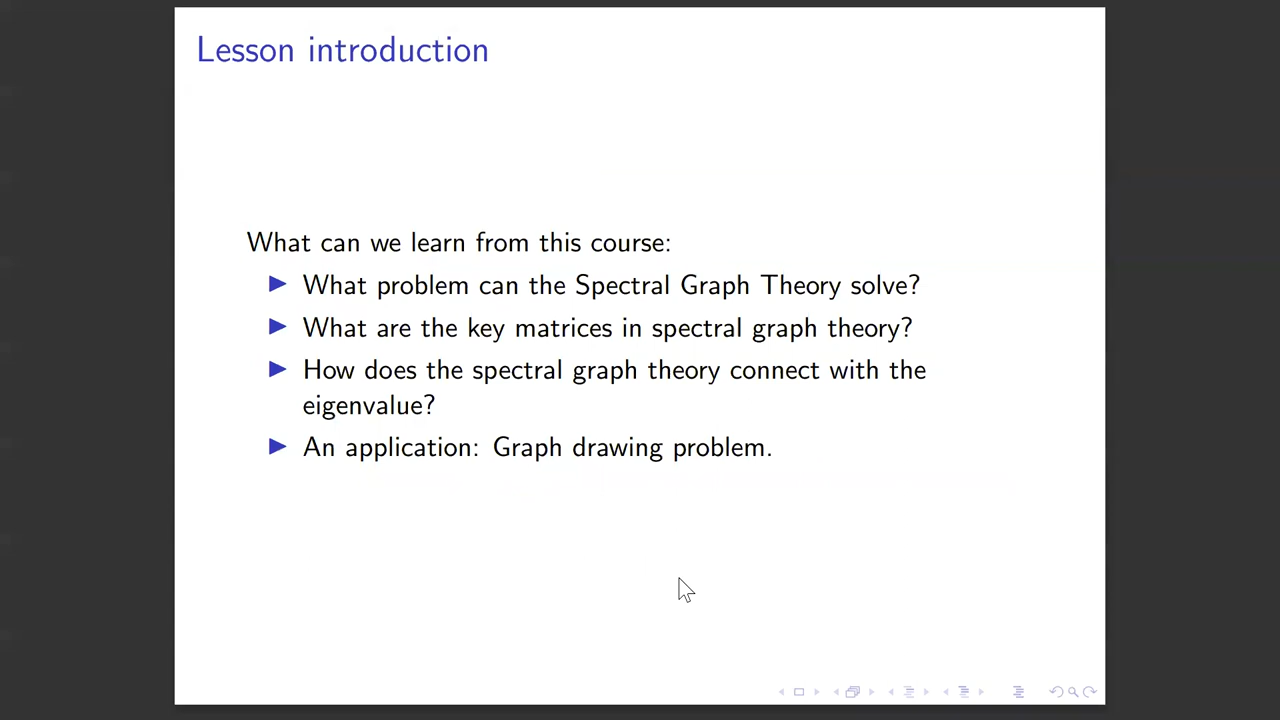 Lesson introduction
What can we learn from this course:
▶ What problem can the Spectral Graph Theory solve?
▶ What are the key matrices in spectral graph theory?
▶ How does the spectral graph theory connect with the
eigenvalue?
▶ An application: Graph drawing problem.